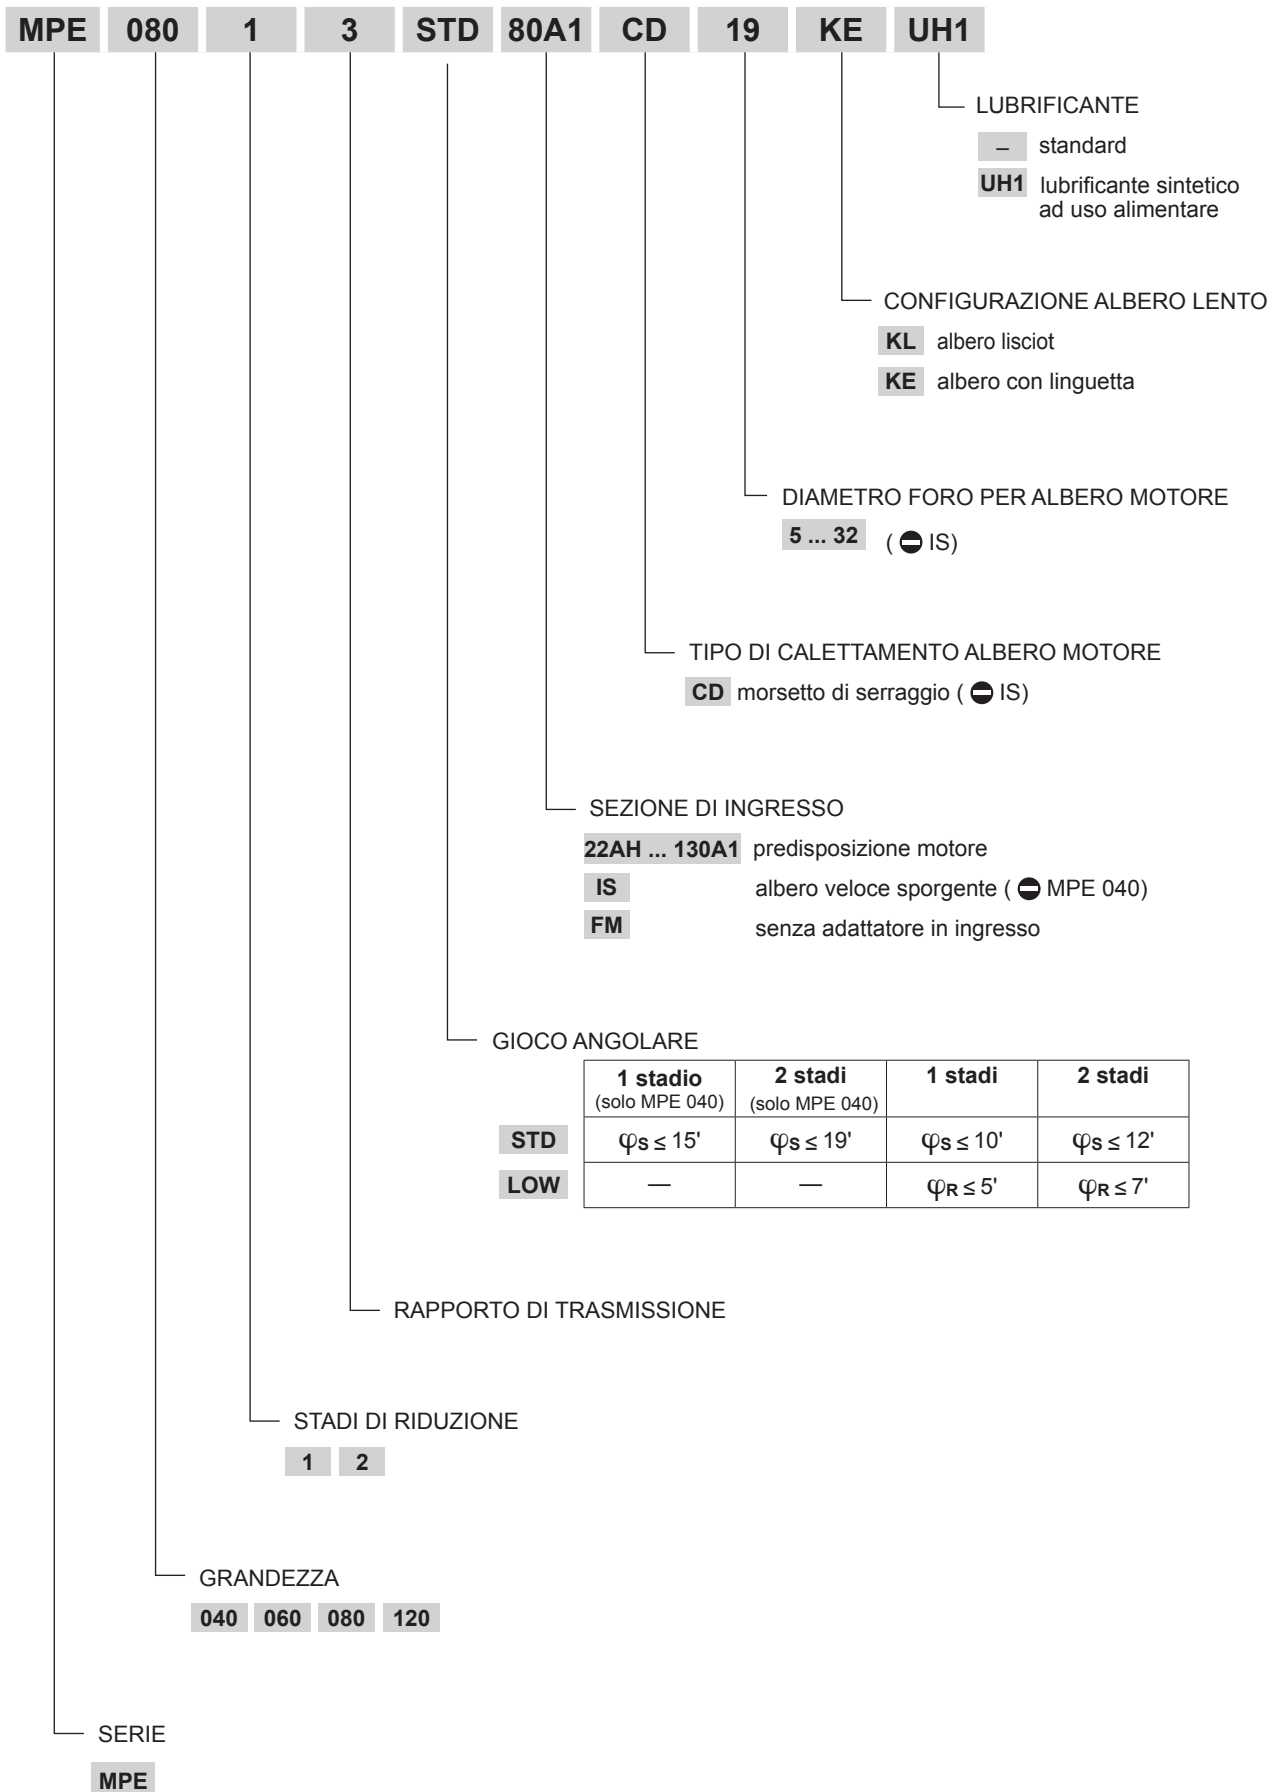 MPE 080 1 3 STD 80A1 CD 19 KE UH1
LUBRIFICANTE
– standard
UH1 lubrificante sintetico
ad uso alimentare
CONFIGURAZIONE ALBERO LENTO
KL albero lisciot
KE albero con linguetta
DIAMETRO FORO PER ALBERO MOTORE
5 ... 32 ( IS)
TIPO DI CALETTAMENTO ALBERO MOTORE
CD morsetto di serraggio ( IS)
SEZIONE DI INGRESSO
22AH ... 130A1 predisposizione motore
IS albero veloce sporgente ( MPE 040)
FM senza adattatore in ingresso
GIOCO ANGOLARE
1 stadio 2 stadi 1 stadi 2 stadi
(solo MPE 040) (solo MPE 040)
STD φS ≤ 15' φS ≤ 19' φS ≤ 10' φS ≤ 12'
LOW — — φR ≤ 5' φR ≤ 7'
RAPPORTO DI TRASMISSIONE
STADI DI RIDUZIONE
1 2
GRANDEZZA
040 060 080 120
SERIE
MPE